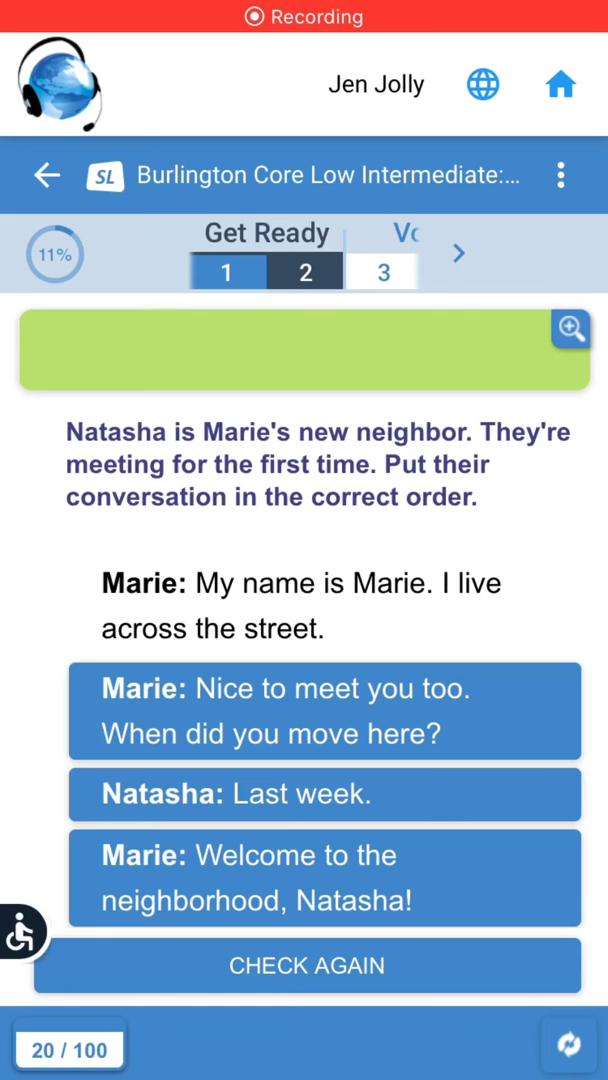 Recording
Jen Jolly
SL Burlington Core Low Intermediate:...
11%
Get Ready
Vo
1 2 3
Natasha is Marie's new neighbor. They're
meeting for the first time. Put their
conversation in the correct order.
Marie: My name is Marie. I live
across the street.
Marie: Nice to meet you too.
When did you move here?
Natasha: Last week.
Marie: Welcome to the
neighborhood, Natasha!
CHECK AGAIN
20 / 100